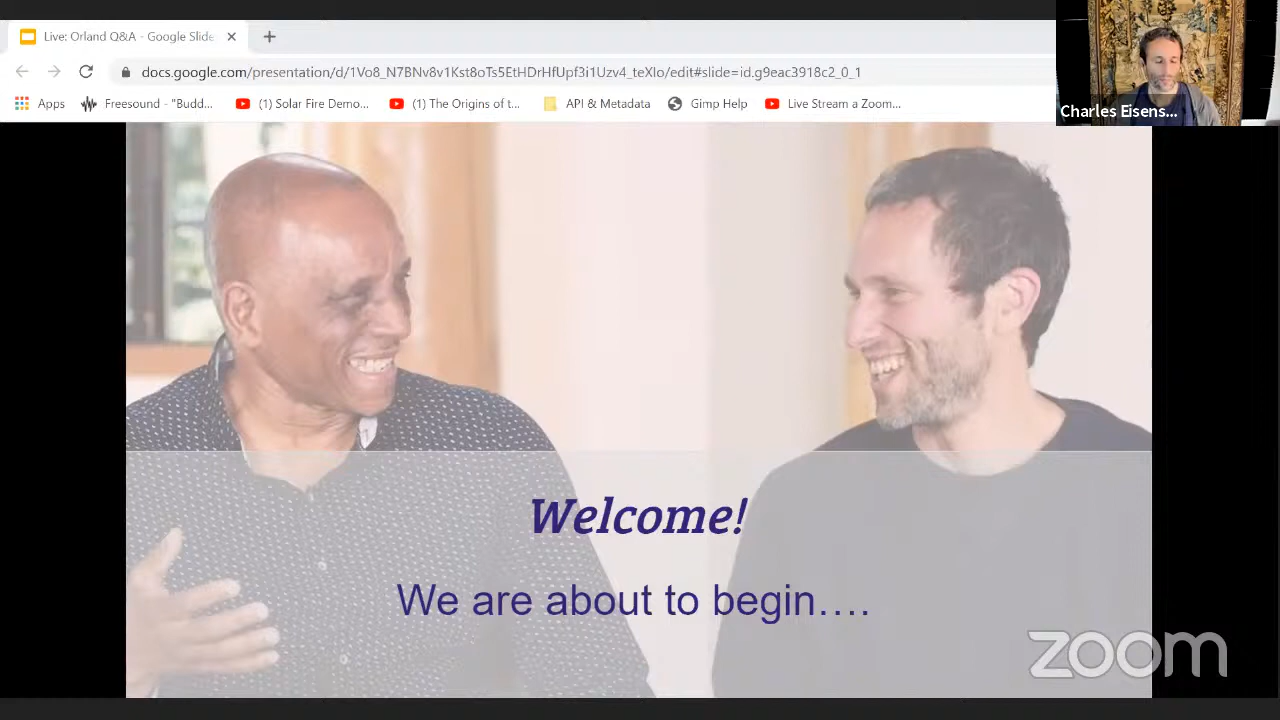 Live: Orland Q&A - Google Slide
docs.google.com/presentation/d/1Vo8_N7BNv8v1Kst8oTs5EtHDrHfUpf3i1Uzv4_teXIo/edit#slide=id.g9eac3918c2_0_1
Apps Freesound - "Budd... (1) Solar Fire Demo... (1) The Origins of t... API & Metadata Gimp Help Live Stream a Zoom...
Charles Eisens...
Welcome!
We are about to begin....
zoom